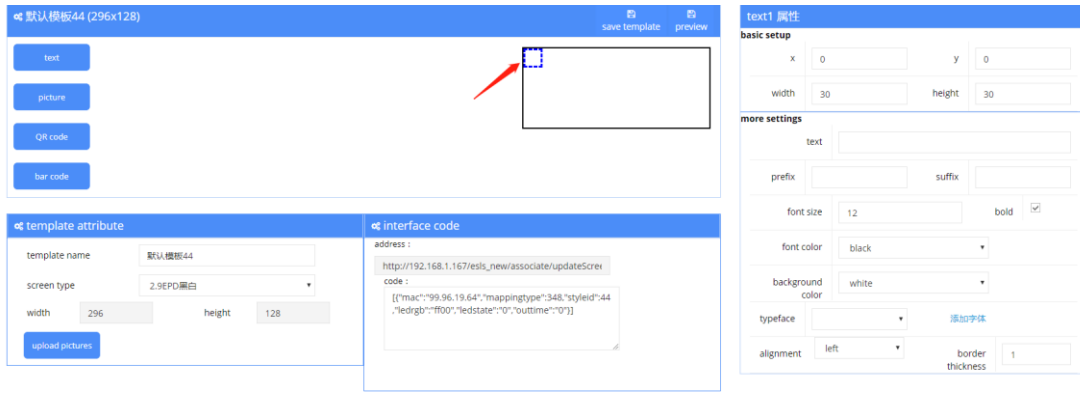 默认模板44 (296x128)
save template
preview
text
picture
QR code
bar code
template attribute
template name
默认模板44
screen type
2.9EPD黑白
width
296
height
128
upload pictures
interface code
address：
http://192.168.1.167/esls_new/associate/updateScree
code：
[{"mac":"99.96.19.64","mappingtype":348,"styleid":44
,"ledrgb":"ff00","ledstate":"0","outtime":"0"}]
text1 属性
basic setup
x
0
y
0
width
30
height
30
more settings
text
prefix
suffix
font size
12
bold
font color
black
background
color
white
typeface
添加字体
alignment
left
border
thickness
1